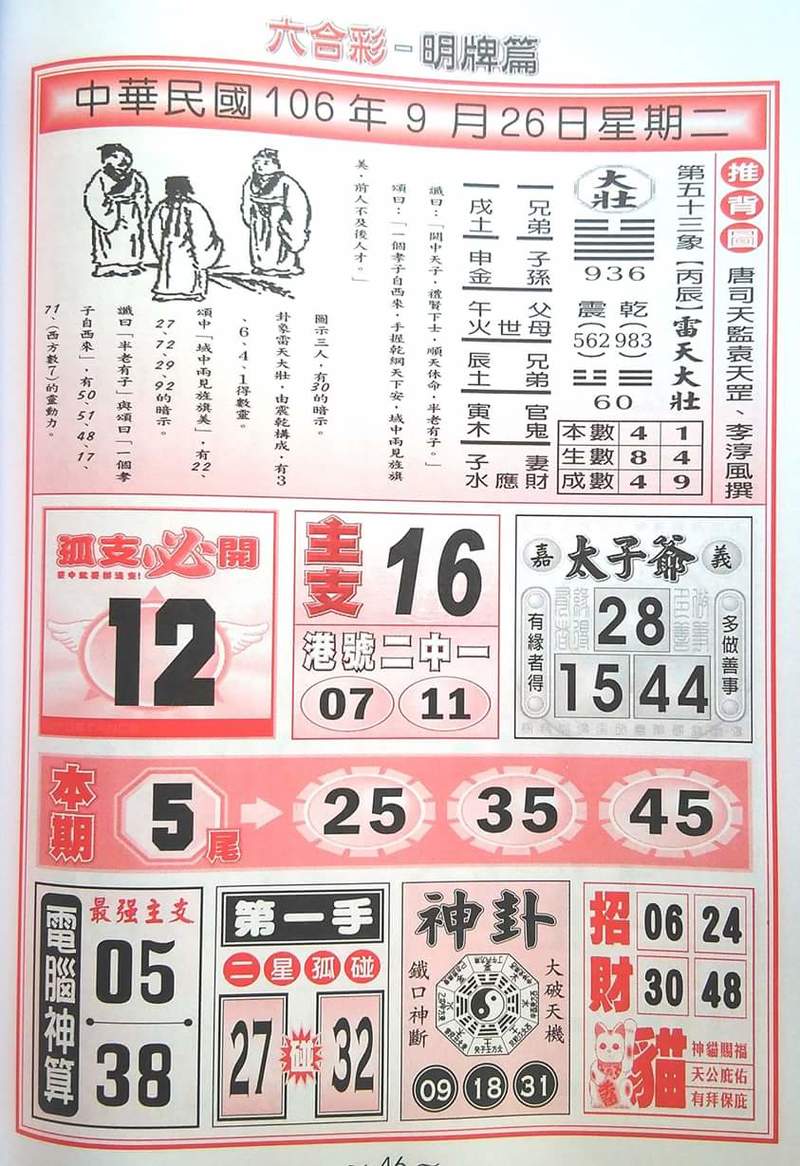 六合彩-明牌篇
中華民國106年9月26日星期二
推背圖
唐司天監袁天罡、李淳風撰
第五十三象【丙辰】雷天大壯
大壯
936
震 乾
(562)(983)
60
本數 4 1
生數 8 4
成數 4 9
兄弟 戌土
子孫 申金
父母 世 午火
兄弟 辰土
官鬼 寅木
妻財 應 子水
讖曰：「關中天子，禮賢下士，順天休命，半老有子。」
頌曰：「一個孝子自西來，手握乾綱天下安，域中兩見旌旗
美，前人不及後人才。」
圖示三人，有30的暗示。
卦象雷天大壯，由震乾構成，有3
、6、4、1得數靈。
頌中「域中兩見旌旗美」，有22、
27、72、29、92的暗示。
讖曰「半老有子」與頌曰「一個孝
子自西來」，有50、51、48、17、
71、(西方數7)的靈動力。
孤支必開
12
主支
16
港號二中一
07 11
嘉義
太子爺
有緣者得
多做善事
28
15 44
本期
5尾
25 35 45
電腦神算
最强主支
05
38
第一手
二星孤碰
27 碰 32
神卦
鐵口神斷
大破天機
09 18 31
招財貓
06 24
30 48
神貓賜福
天公庇佑
有拜保庇
~ 46 ~